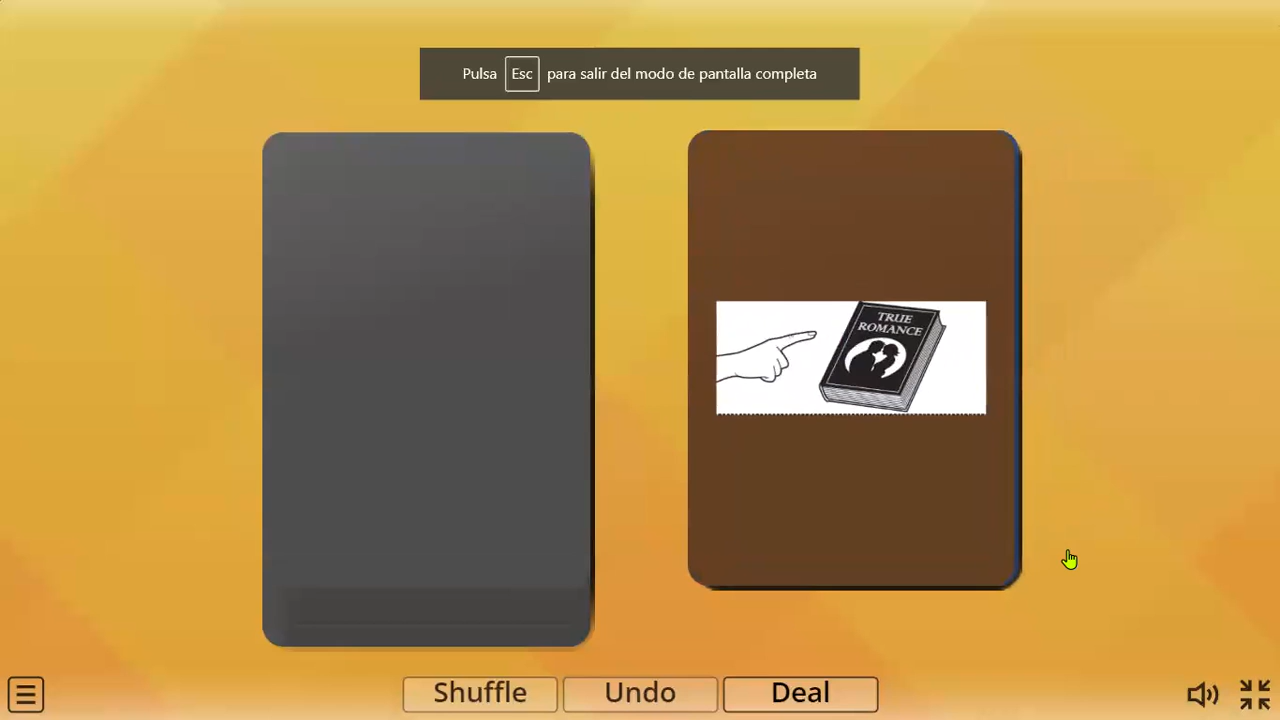 Pulsa Esc para salir del modo de pantalla completa
TRUE
ROMANCE
Shuffle
Undo
Deal